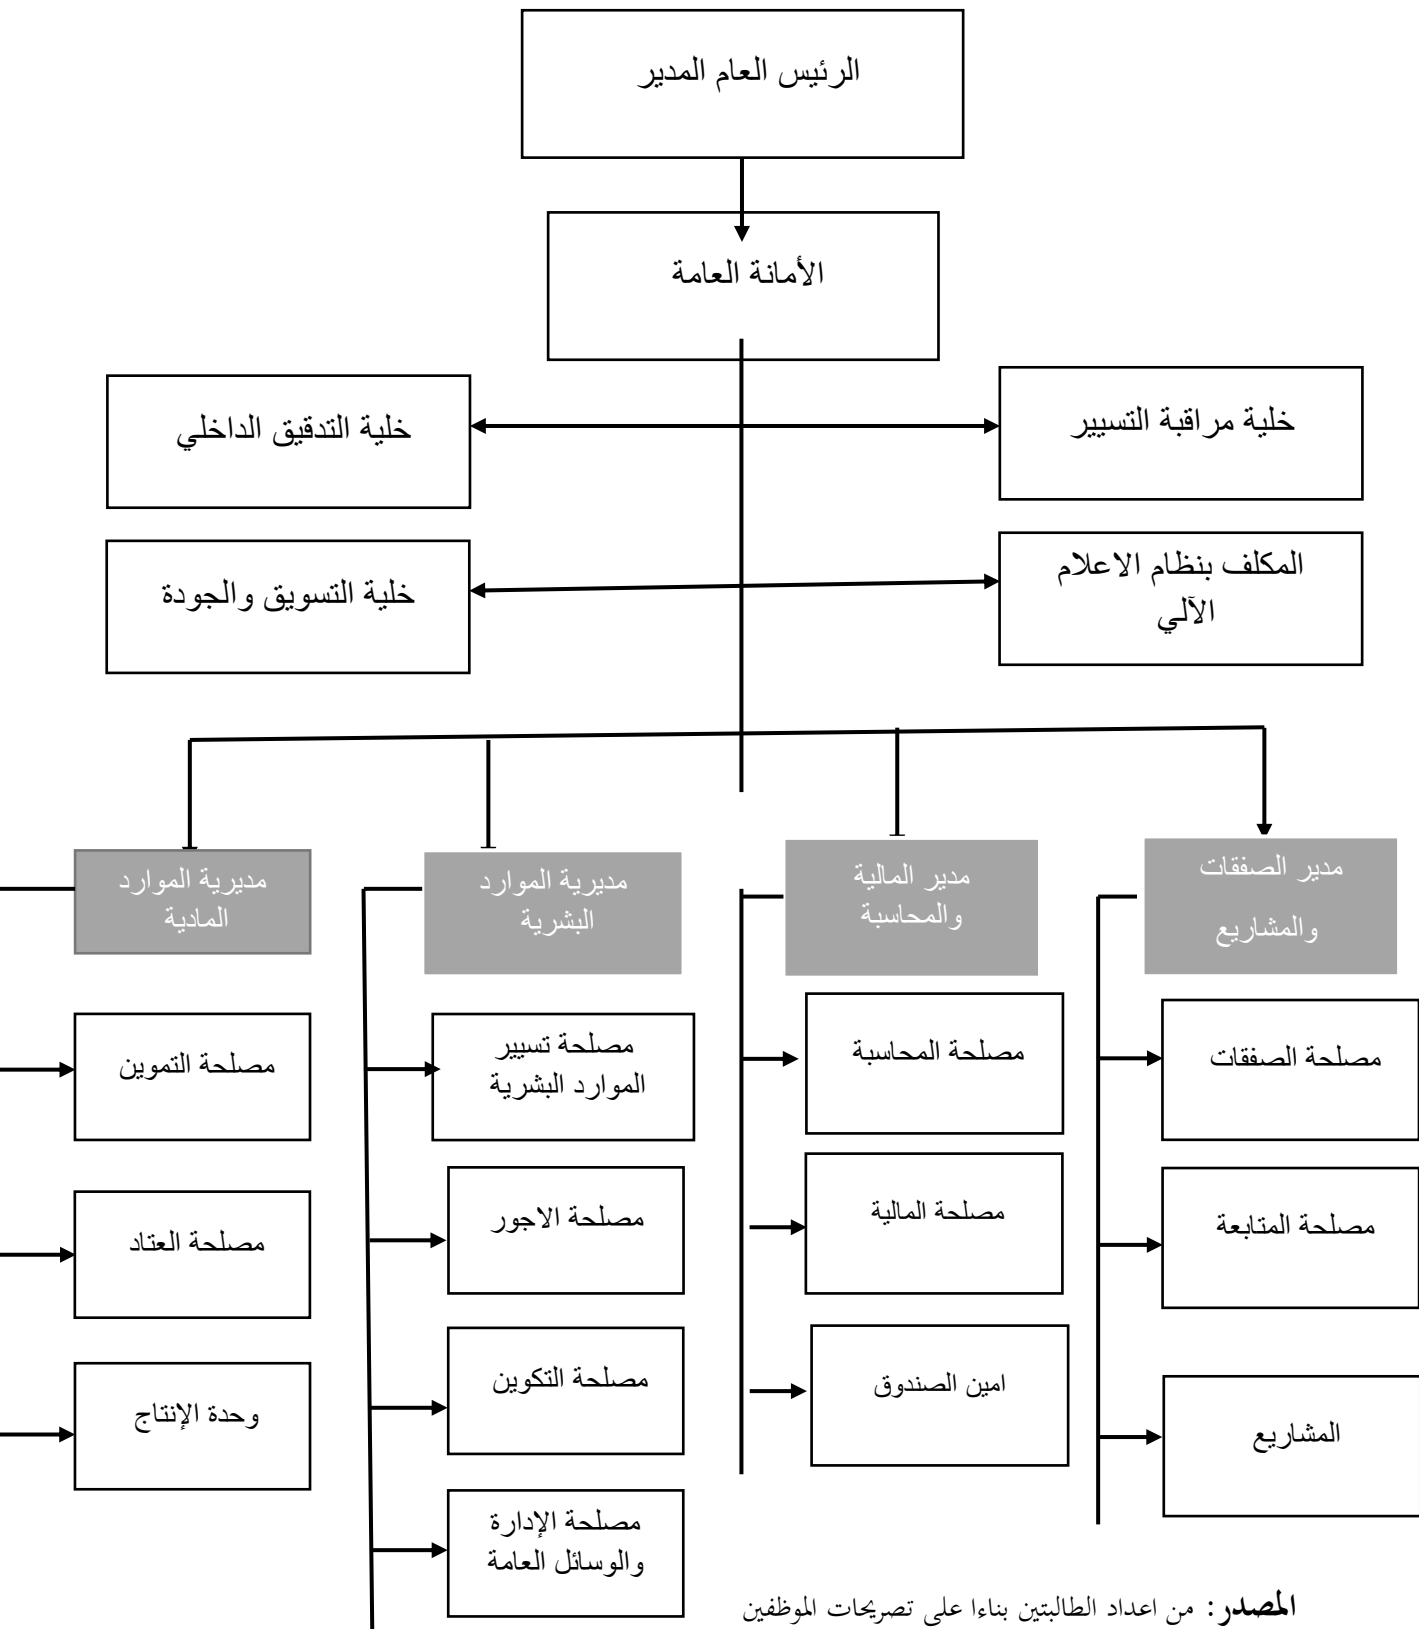 الرئيس العام المدير
الأمانة العامة
خلية مراقبة التسيير
خلية التدقيق الداخلي
المكلف بنظام الاعلام
الآلي
خلية التسويق والجودة
مدير الصفقات
والمشاريع
مدير المالية
والمحاسبة
مديرية الموارد
البشرية
مديرية الموارد
المادية
مصلحة الصفقات
مصلحة المحاسبة
مصلحة تسيير
الموارد البشرية
مصلحة التموين
مصلحة المتابعة
مصلحة المالية
مصلحة الاجور
مصلحة العتاد
المشاريع
امين الصندوق
مصلحة التكوين
وحدة الإنتاج
مصلحة الإدارة
والوسائل العامة
المصدر: من اعداد الطالبتين بناءا على تصريحات الموظفين